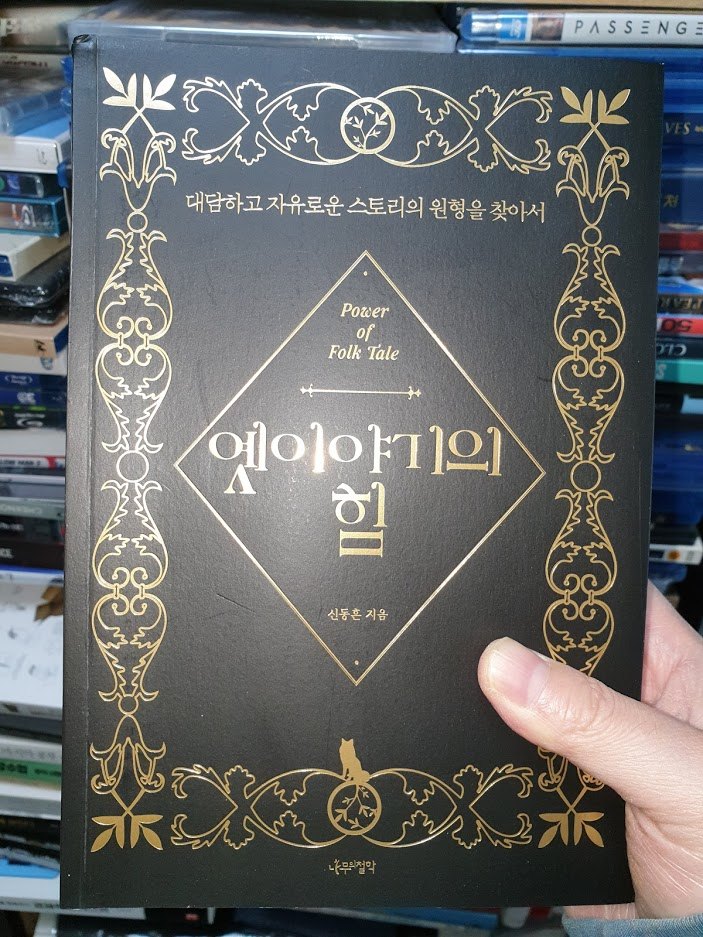 PASSENGE
대담하고 자유로운 스토리의 원형을 찾아서
Power
of
Folk Tale
옛이야기의
힘
신동흔 지음
나무의철학
50